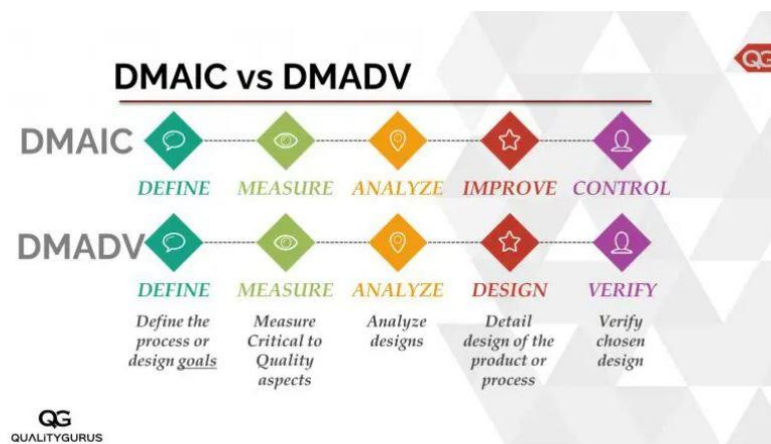 QG
DMAIC vs DMADV
DMAIC
DEFINE MEASURE ANALYZE IMPROVE CONTROL
DMADV
DEFINE MEASURE ANALYZE DESIGN VERIFY
Define the
process or
design goals
Measure
Critical to
Quality
aspects
Analyze
designs
Detail
design of the
product or
process
Verify
chosen
design
QG
QUALITYGURUS